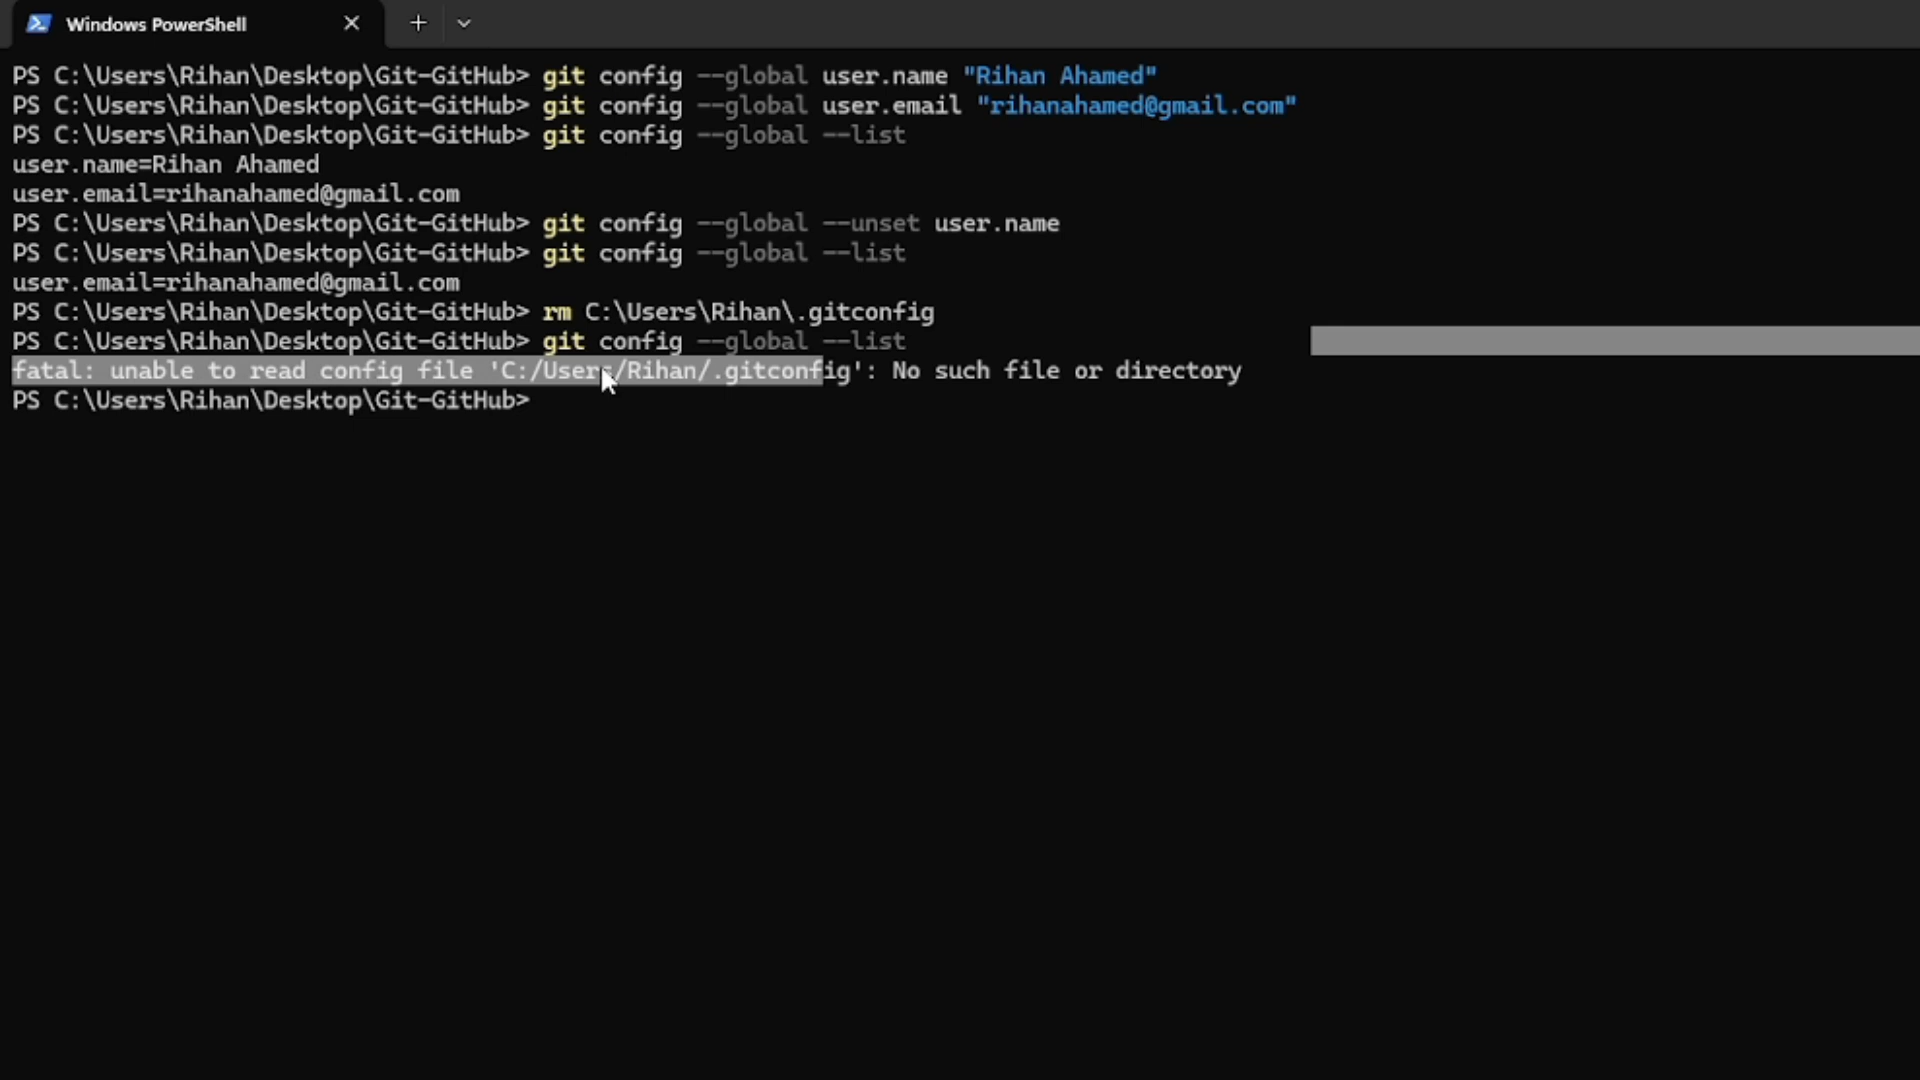 Windows PowerShell
PS C:\Users\Rihan\Desktop\Git-GitHub> git config --global user.name "Rihan Ahamed"
PS C:\Users\Rihan\Desktop\Git-GitHub> git config --global user.email "rihanahamed@gmail.com"
PS C:\Users\Rihan\Desktop\Git-GitHub> git config --global --list
user.name=Rihan Ahamed
user.email=rihanahamed@gmail.com
PS C:\Users\Rihan\Desktop\Git-GitHub> git config --global --unset user.name
PS C:\Users\Rihan\Desktop\Git-GitHub> git config --global --list
user.email=rihanahamed@gmail.com
PS C:\Users\Rihan\Desktop\Git-GitHub> rm C:\Users\Rihan\.gitconfig
PS C:\Users\Rihan\Desktop\Git-GitHub> git config --global --list
fatal: unable to read config file 'C:/Users/Rihan/.gitconfig': No such file or directory
PS C:\Users\Rihan\Desktop\Git-GitHub>